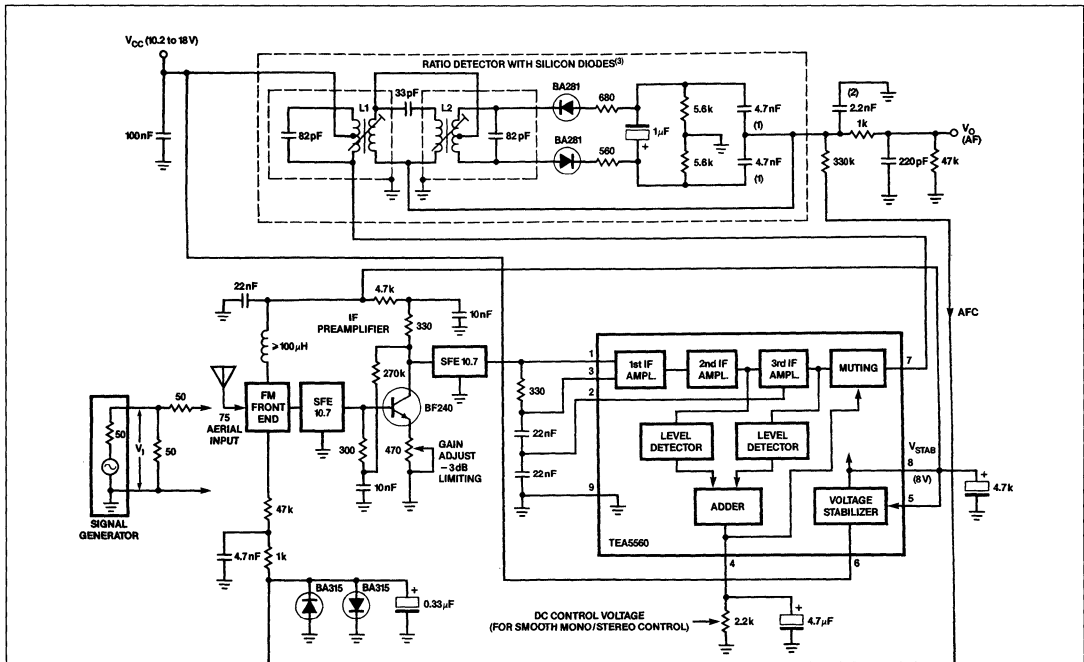 V_CC (10.2 to 18V)
RATIO DETECTOR WITH SILICON DIODES(3)
100nF
82pF
L1
33pF
L2
82pF
BA281
680
BA281
560
1μF
+
5.6k
5.6k
4.7nF
(1)
4.7nF
(1)
(2)
2.2nF
1k
V_O
(AF)
330k
220pF
47k
AFC
22nF
4.7k
IF
PREAMPLIFIER
330
10nF
≥100μH
270k
SFE 10.7
BF240
75
AERIAL
INPUT
FM
FRONT
END
SFE
10.7
50
50
V_I
50
SIGNAL
GENERATOR
300
10nF
470
GAIN
ADJUST
−3dB
LIMITING
330
22nF
22nF
1
3
2
9
1st IF
AMPL.
2nd IF
AMPL.
3rd IF
AMPL.
MUTING
7
LEVEL
DETECTOR
LEVEL
DETECTOR
V_STAB
8
(8V)
ADDER
VOLTAGE
STABILIZER
5
+
4.7k
TEA5560
4
6
47k
4.7nF
1k
BA315
BA315
+
0.33μF
DC CONTROL VOLTAGE
(FOR SMOOTH MONO/STEREO CONTROL)
2.2k
+
4.7μF